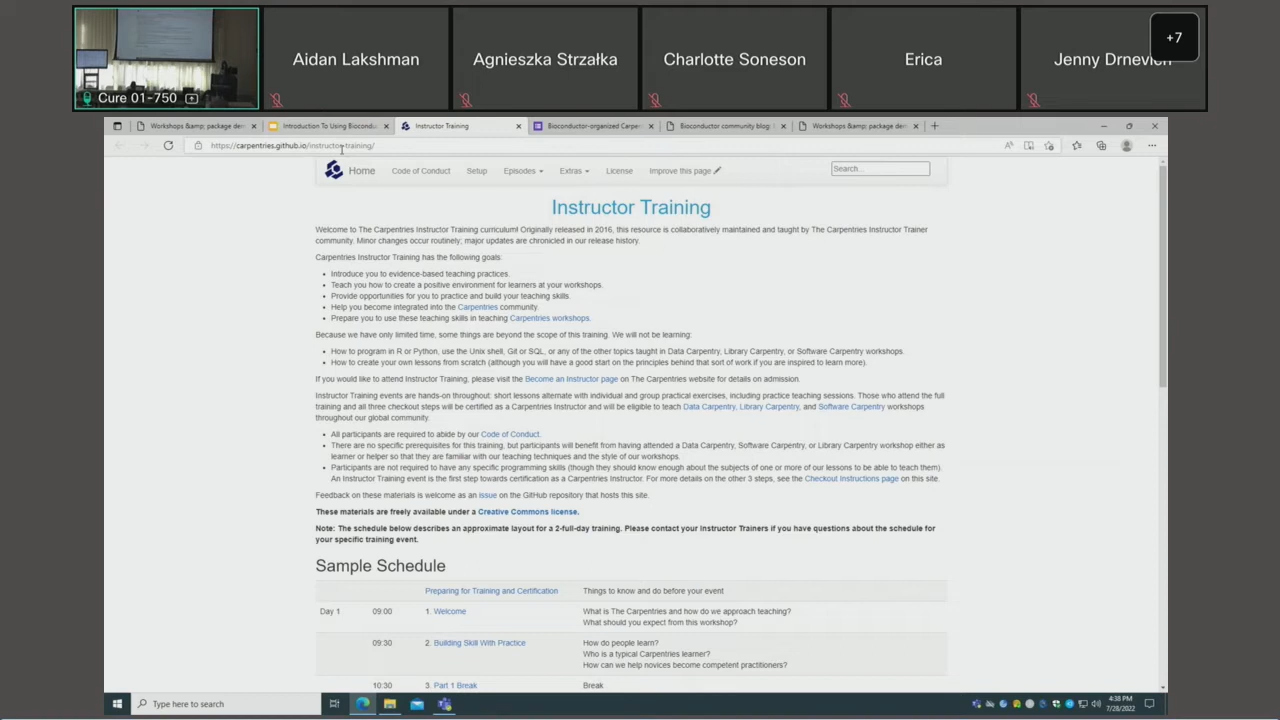 Cure 01-750
Aidan Lakshman
Agnieszka Strzałka
Charlotte Soneson
Erica
Jenny Drnevich
+7
Workshops &amp; package den
Introduction To Using Biocondu
Instructor Training
Bioconductor-organized Carper
Bioconductor community blog:
Workshops &amp; package den
https://carpentries.github.io/instructor-training/
Home
Code of Conduct
Setup
Episodes
Extras
License
Improve this page
Search...
Instructor Training
Welcome to The Carpentries Instructor Training curriculum! Originally released in 2016, this resource is collaboratively maintained and taught by The Carpentries Instructor Trainer
community. Minor changes occur routinely; major updates are chronicled in our release history.
Carpentries Instructor Training has the following goals:
Introduce you to evidence-based teaching practices.
Teach you how to create a positive environment for learners at your workshops.
Provide opportunities for you to practice and build your teaching skills.
Help you become integrated into the Carpentries community.
Prepare you to use these teaching skills in teaching Carpentries workshops.
Because we have only limited time, some things are beyond the scope of this training. We will not be learning:
How to program in R or Python, use the Unix shell, Git or SQL, or any of the other topics taught in Data Carpentry, Library Carpentry, or Software Carpentry workshops.
How to create your own lessons from scratch (although you will have a good start on the principles behind that sort of work if you are inspired to learn more).
If you would like to attend Instructor Training, please visit the Become an Instructor page on The Carpentries website for details on admission.
Instructor Training events are hands-on throughout: short lessons alternate with individual and group practical exercises, including practice teaching sessions. Those who attend the full
training and all three checkout steps will be certified as a Carpentries Instructor and will be eligible to teach Data Carpentry, Library Carpentry, and Software Carpentry workshops
throughout our global community.
All participants are required to abide by our Code of Conduct.
There are no specific prerequisites for this training, but participants will benefit from having attended a Data Carpentry, Software Carpentry, or Library Carpentry workshop either as
learner or helper so that they are familiar with our teaching techniques and the style of our workshops.
Participants are not required to have any specific programming skills (though they should know enough about the subjects of one or more of our lessons to be able to teach them).
An Instructor Training event is the first step towards certification as a Carpentries Instructor. For more details on the other 3 steps, see the Checkout Instructions page on this site.
Feedback on these materials is welcome as an issue on the GitHub repository that hosts this site.
These materials are freely available under a Creative Commons license.
Note: The schedule below describes an approximate layout for a 2-full-day training. Please contact your Instructor Trainers if you have questions about the schedule for
your specific training event.
Sample Schedule
Preparing for Training and Certification Things to know and do before your event
Day 1 09:00 1. Welcome What is The Carpentries and how do we approach teaching?
What should you expect from this workshop?
09:30 2. Building Skill With Practice How do people learn?
Who is a typical Carpentries learner?
How can we help novices become competent practitioners?
10:30 3. Part 1 Break Break
Type here to search
4:38 PM
7/28/2022